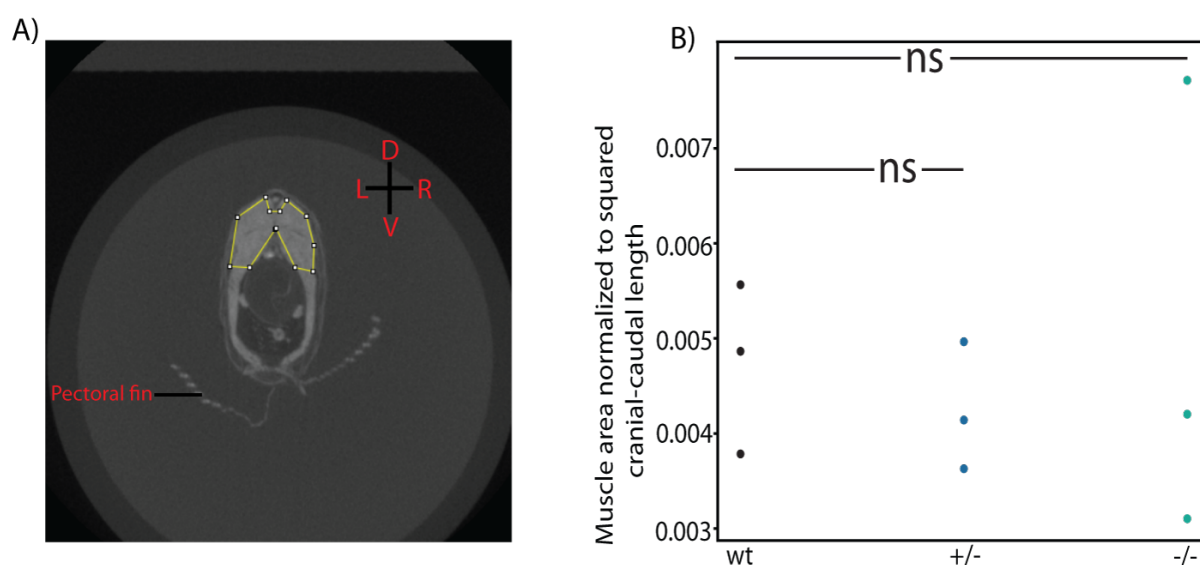 A)
D
L
R
V
Pectoral fin
B)
Muscle area normalized to squared
cranial-caudal length
ns
ns
0.007
0.006
0.005
0.004
0.003
wt
+/-
-/-